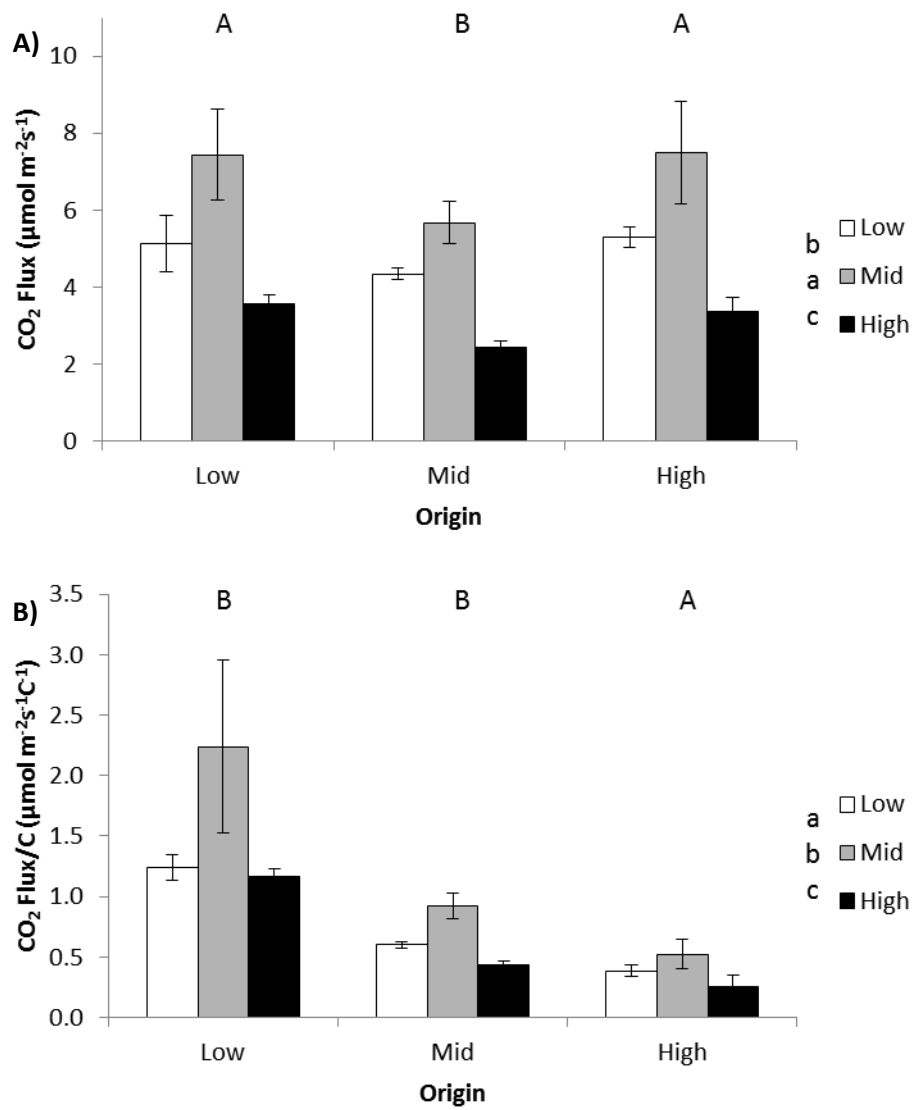 A)
A B A
10
8
6
4
2
0
CO₂ Flux (µmol m⁻²s⁻¹)
b Low
a Mid
c High
Low Mid High
Origin
B)
B B A
3.5
3.0
2.5
2.0
1.5
1.0
0.5
0.0
CO₂ Flux/C (µmol m⁻²s⁻¹C⁻¹)
a Low
b Mid
c High
Low Mid High
Origin